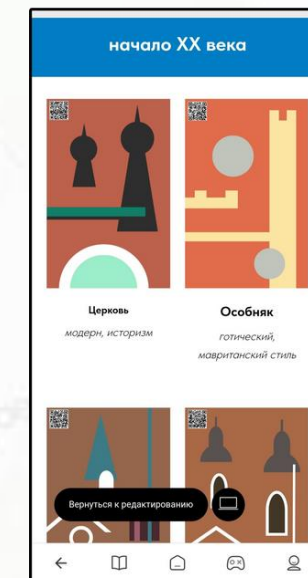 начало XX века
Церковь
модерн, историзм
Особняк
готический,
мавританский стиль
Вернуться к редактированию